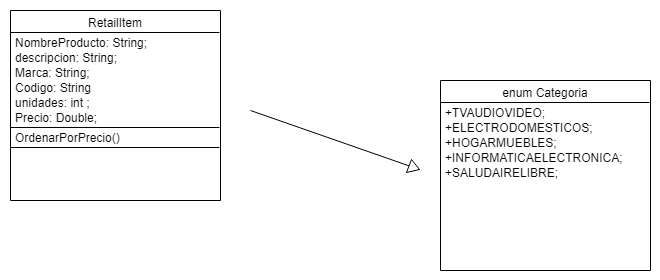 RetailItem
NombreProducto: String;
descripcion: String;
Marca: String;
Codigo: String
unidades: int ;
Precio: Double;
OrdenarPorPrecio()
enum Categoria
+TVAUDIOVIDEO;
+ELECTRODOMESTICOS;
+HOGARMUEBLES;
+INFORMATICAELECTRONICA;
+SALUDAIRELIBRE;